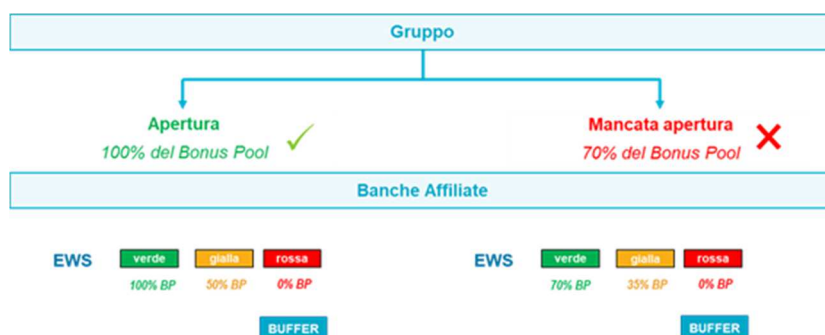 Gruppo
Apertura
100% del Bonus Pool
Mancata apertura
70% del Bonus Pool
Banche Affiliate
EWS verde gialla rossa
100% BP 50% BP 0% BP
BUFFER
EWS verde gialla rossa
70% BP 35% BP 0% BP
BUFFER